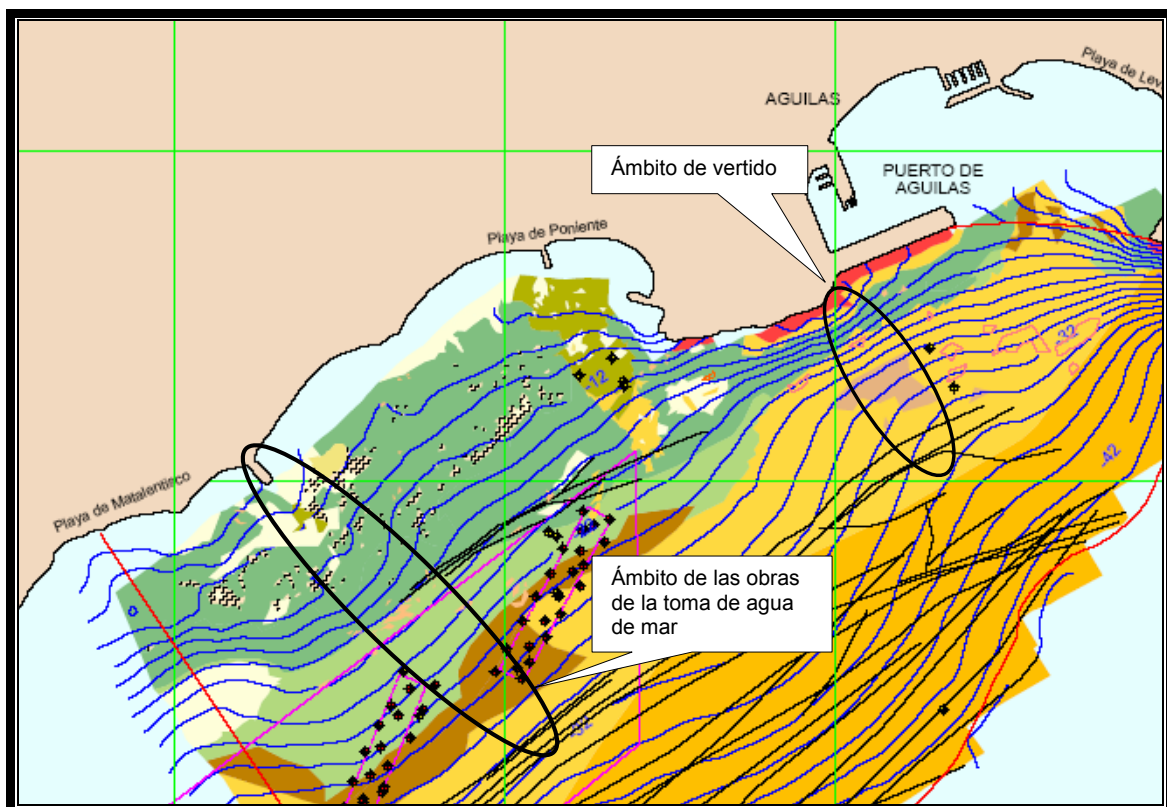 Playa de Lev
AGUILAS
Ámbito de vertido
PUERTO DE
AGUILAS
Playa de Poniente
-32
-12
-42
Playa de Matalentisco
Ámbito de las obras
de la toma de agua
de mar
-32